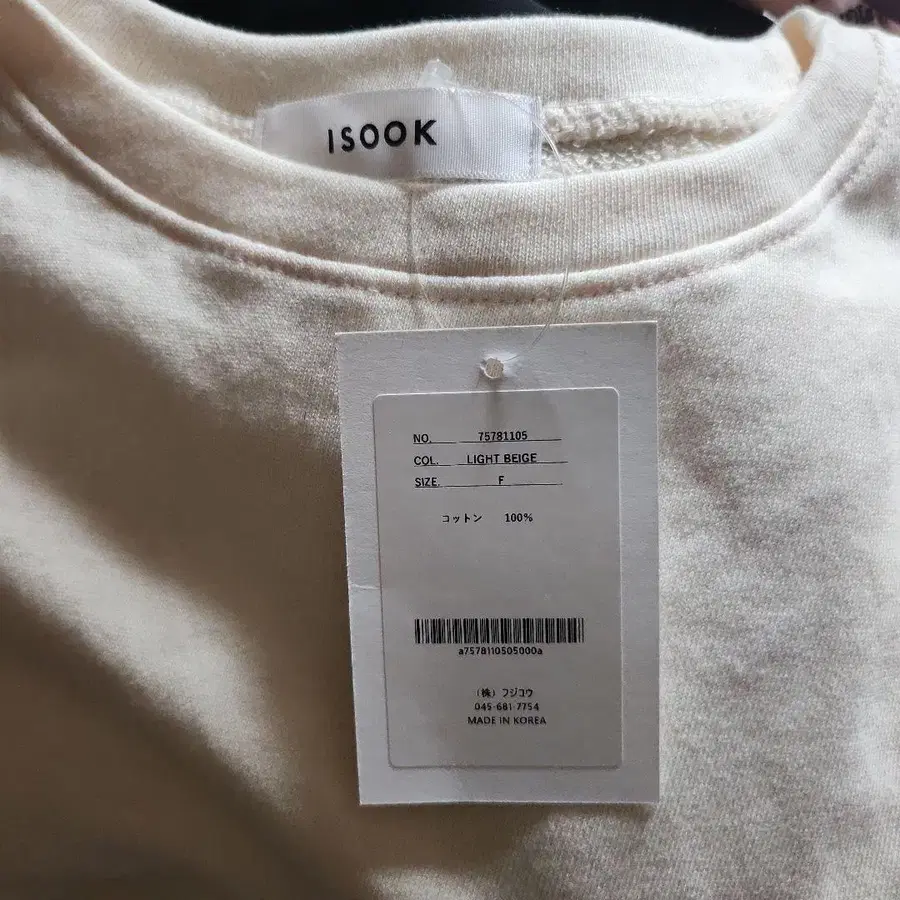 ISOOK
NO. 75781105
COL. LIGHT BEIGE
SIZE. F
コットン 100%
a7578110505000a
(株) フジコウ
045-681-7754
MADE IN KOREA